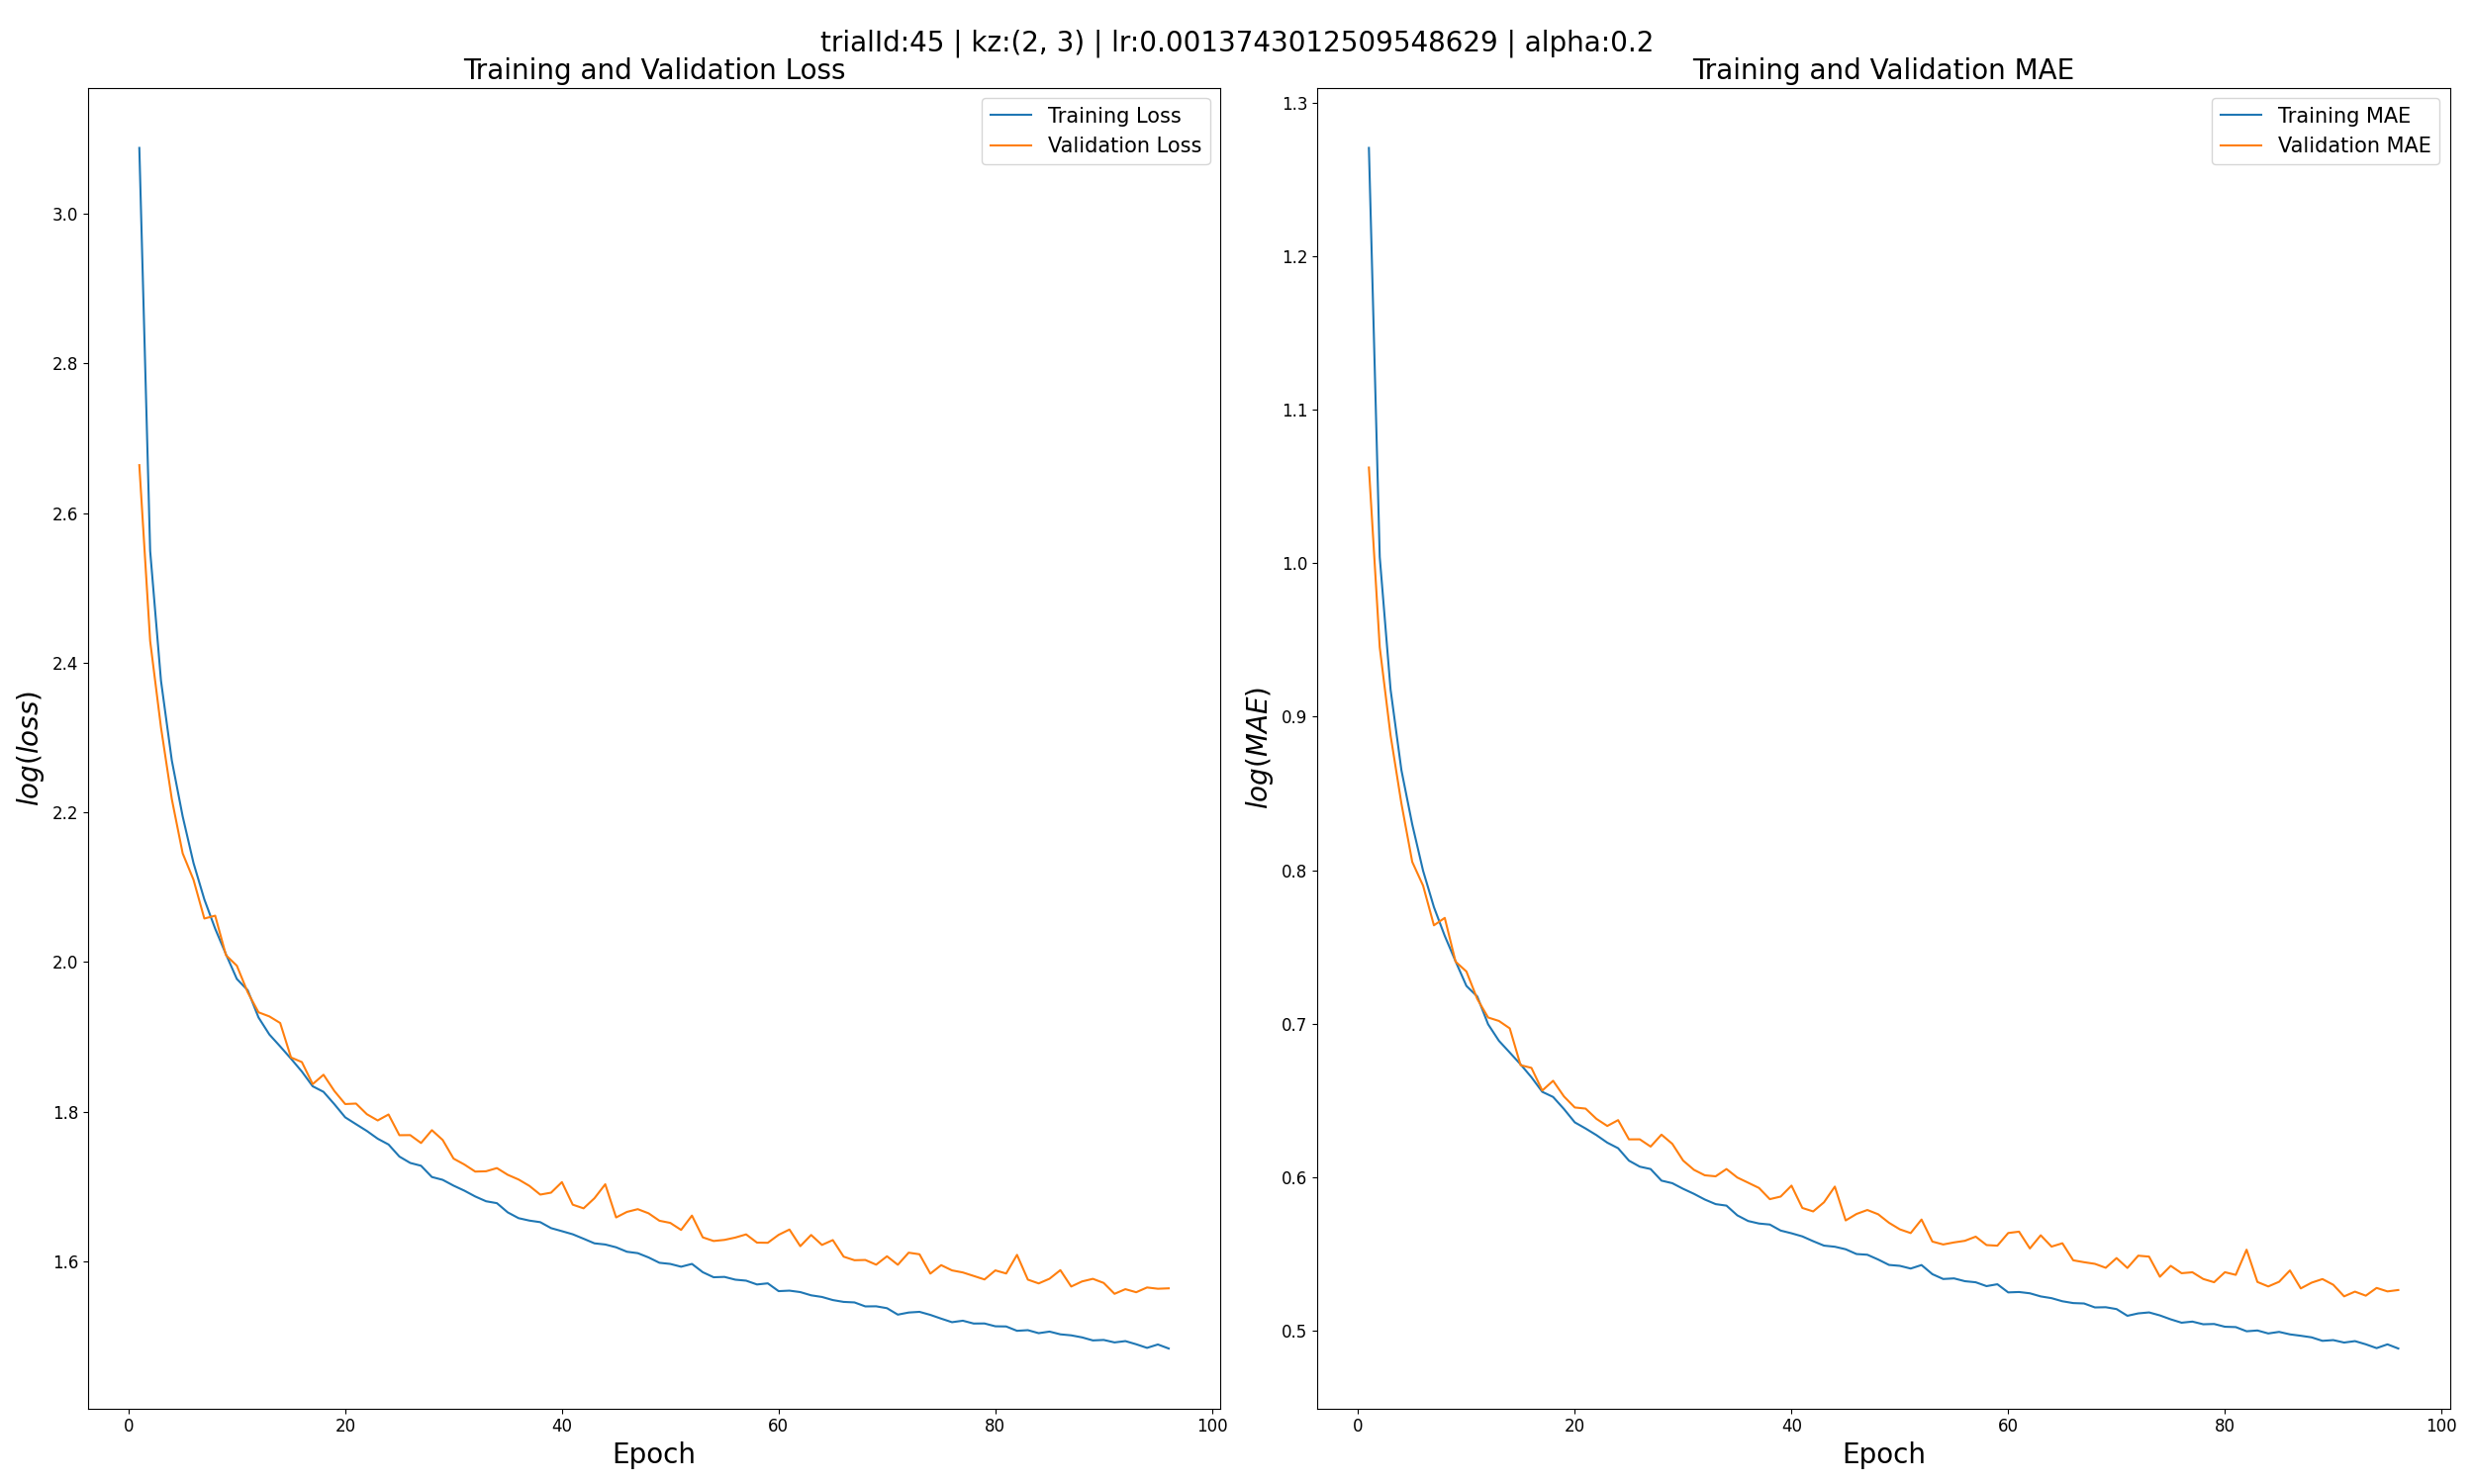 trialId:45 | kz:(2, 3) | lr:0.0013743012509548629 | alpha:0.2
Training and Validation Loss
Training Loss
Validation Loss
3.0
2.8
2.6
2.4
2.2
2.0
1.8
1.6
log(loss)
0 20 40 60 80 100
Epoch
Training and Validation MAE
Training MAE
Validation MAE
1.3
1.2
1.1
1.0
0.9
0.8
0.7
0.6
0.5
log(MAE)
0 20 40 60 80 100
Epoch